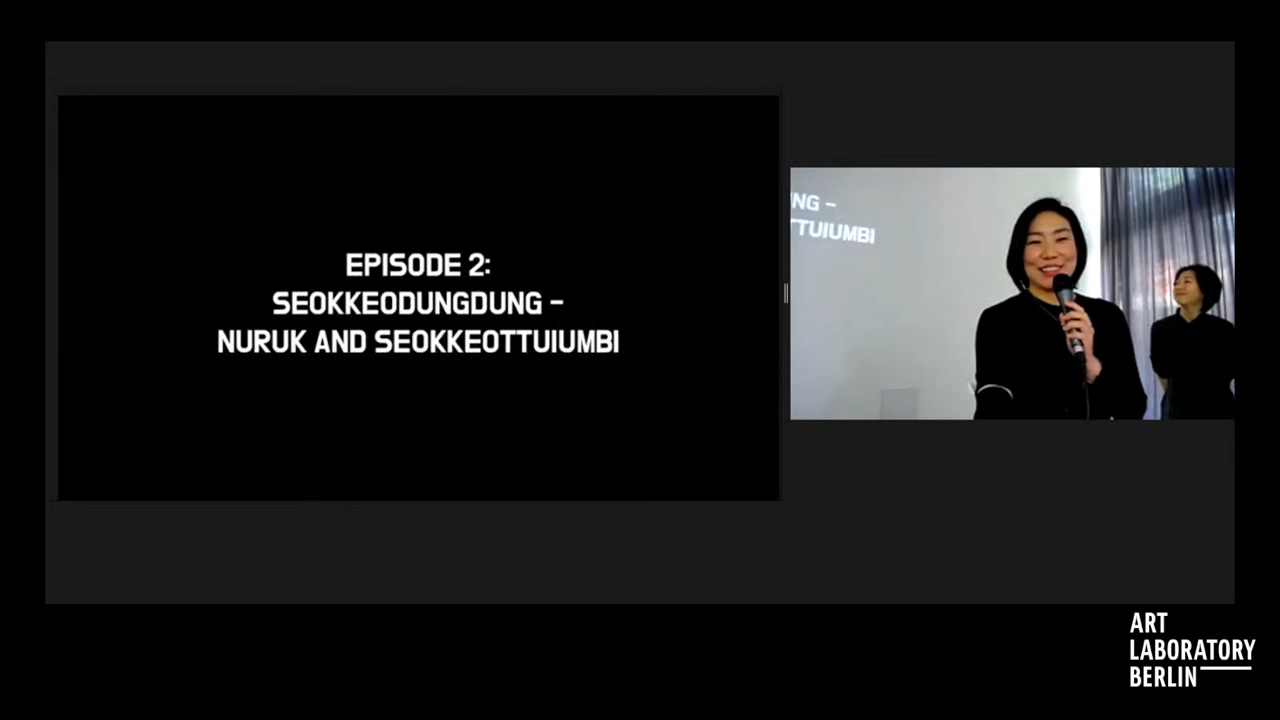 EPISODE 2:
SEOKKEODUNGDUNG –
NURUK AND SEOKKEOTTUIUMBI
NG –
TTUIUMBI
ART
LABORATORY
BERLIN